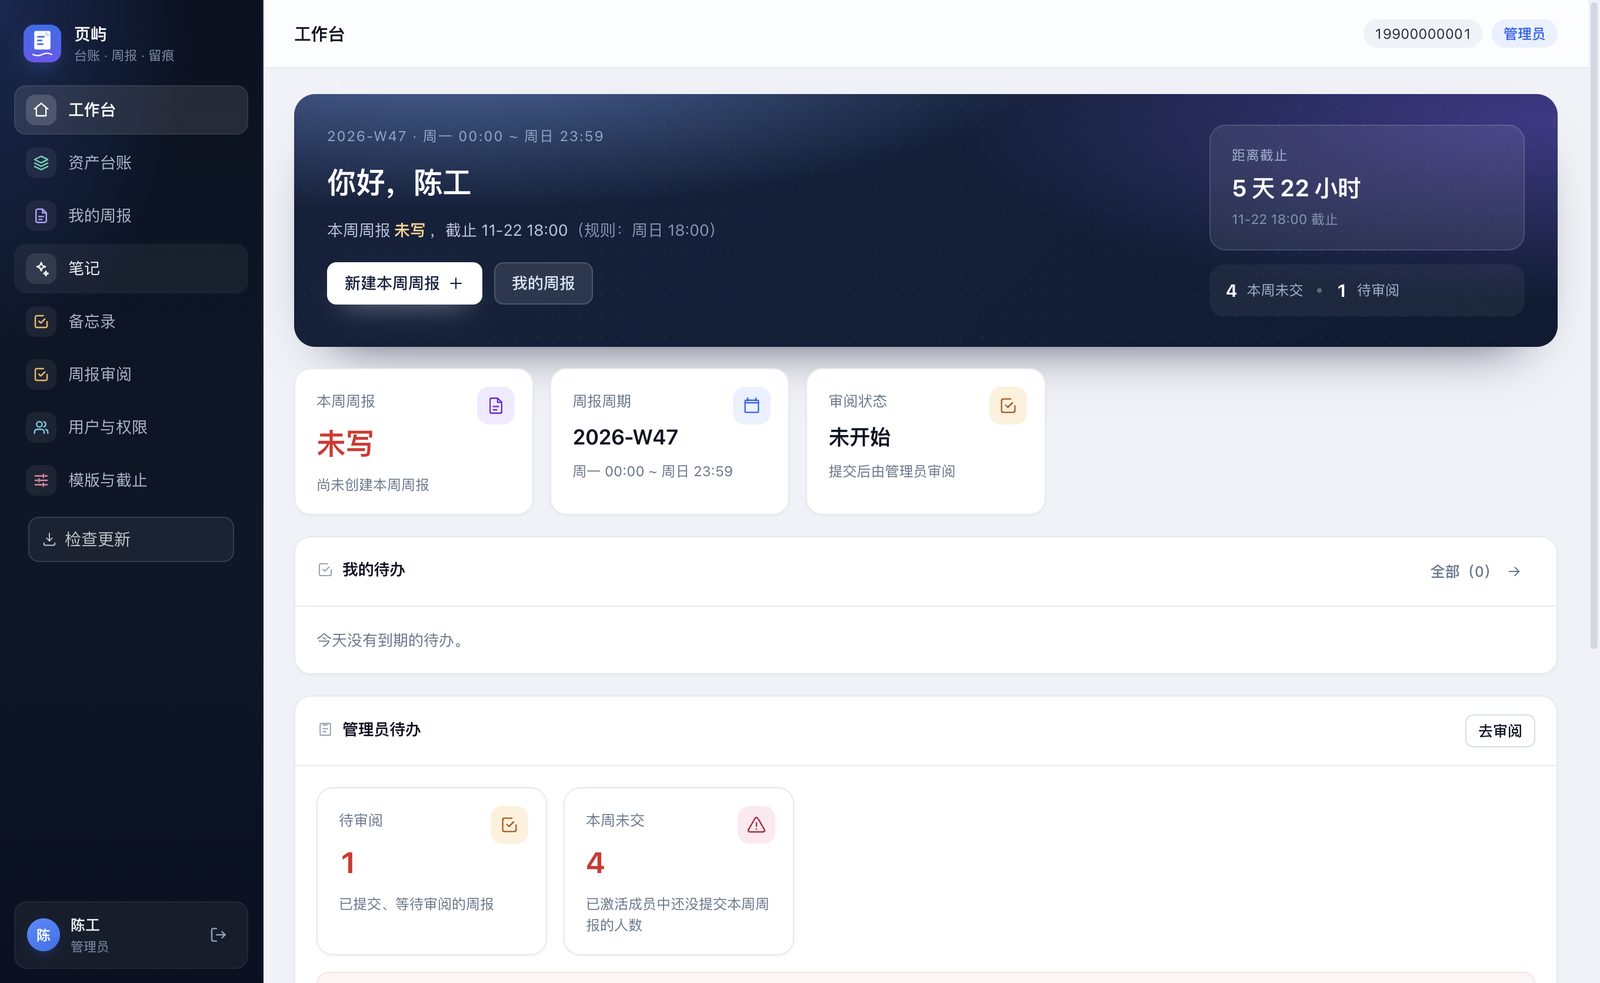 页屿
台账 · 周报 · 留痕
工作台
资产台账
我的周报
笔记
备忘录
周报审阅
用户与权限
模版与截止
检查更新
陈
陈工
管理员
工作台
19900000001
管理员
2026-W47 · 周一 00:00 ~ 周日 23:59
你好，陈工
本周周报 未写 ，截止 11-22 18:00（规则：周日 18:00）
新建本周周报
我的周报
距离截止
5 天 22 小时
11-22 18:00 截止
4 本周未交 • 1 待审阅
本周周报
未写
尚未创建本周周报
周报周期
2026-W47
周一 00:00 ~ 周日 23:59
审阅状态
未开始
提交后由管理员审阅
我的待办
全部（0）
今天没有到期的待办。
管理员待办
去审阅
待审阅
1
已提交、等待审阅的周报
本周未交
4
已激活成员中还没提交本周周
报的人数